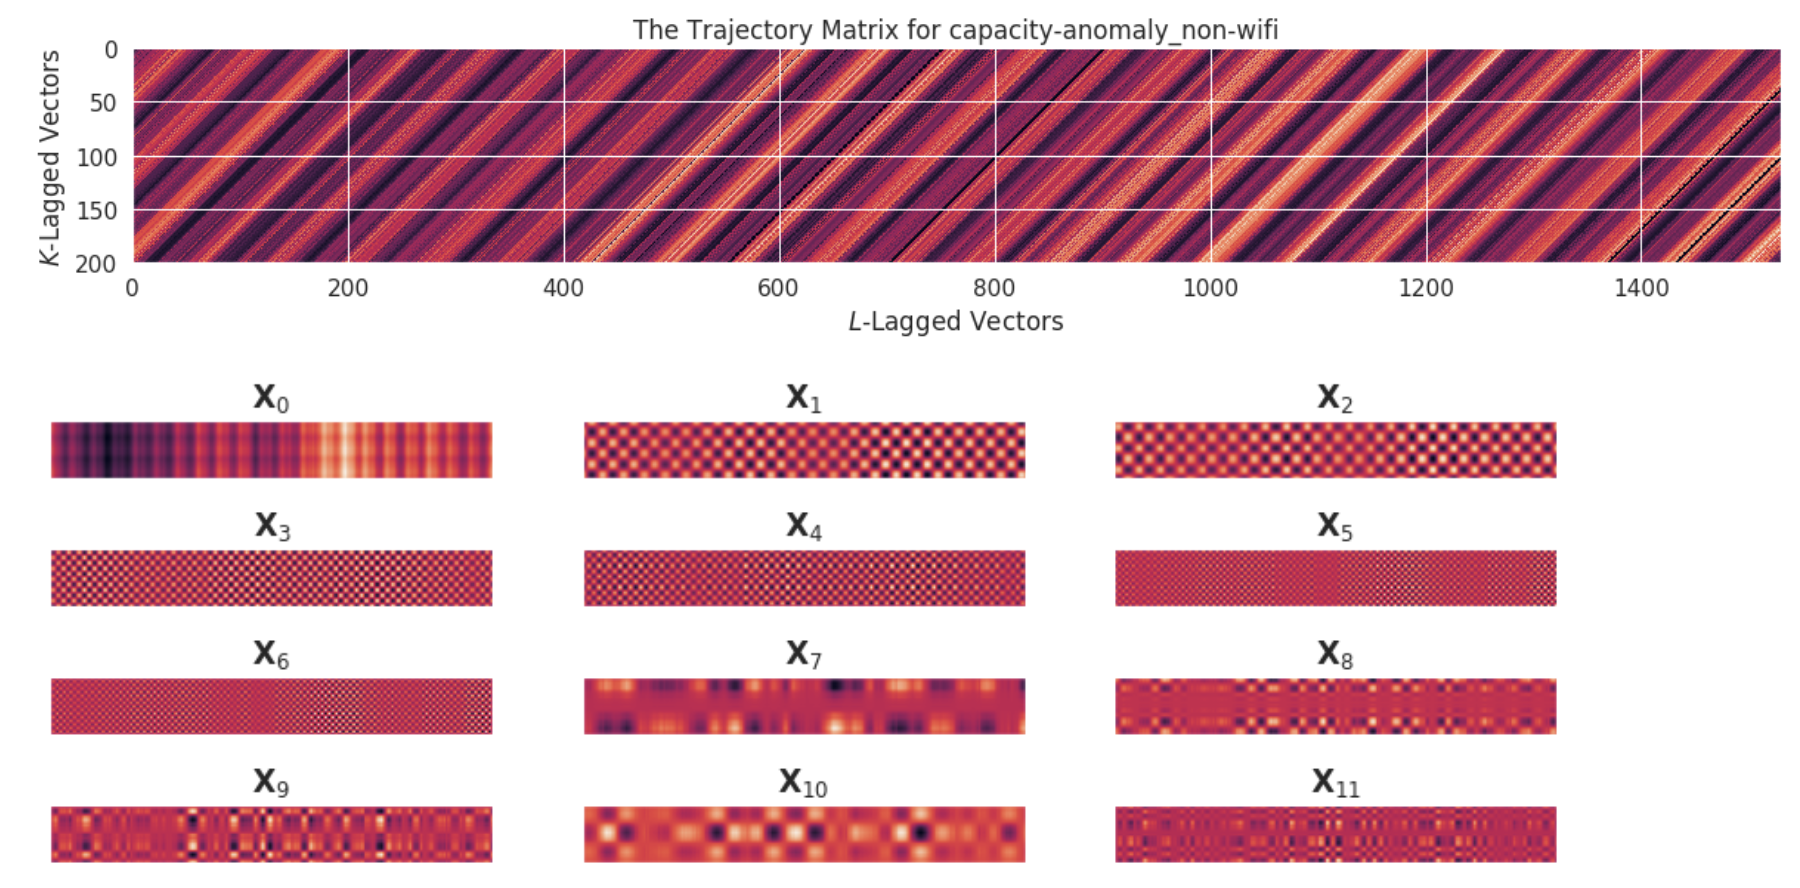 The Trajectory Matrix for capacity-anomaly_non-wifi
K-Lagged Vectors
0
50
100
150
200
0 200 400 600 800 1000 1200 1400
L-Lagged Vectors
X₀ X₁ X₂
X₃ X₄ X₅
X₆ X₇ X₈
X₉ X₁₀ X₁₁